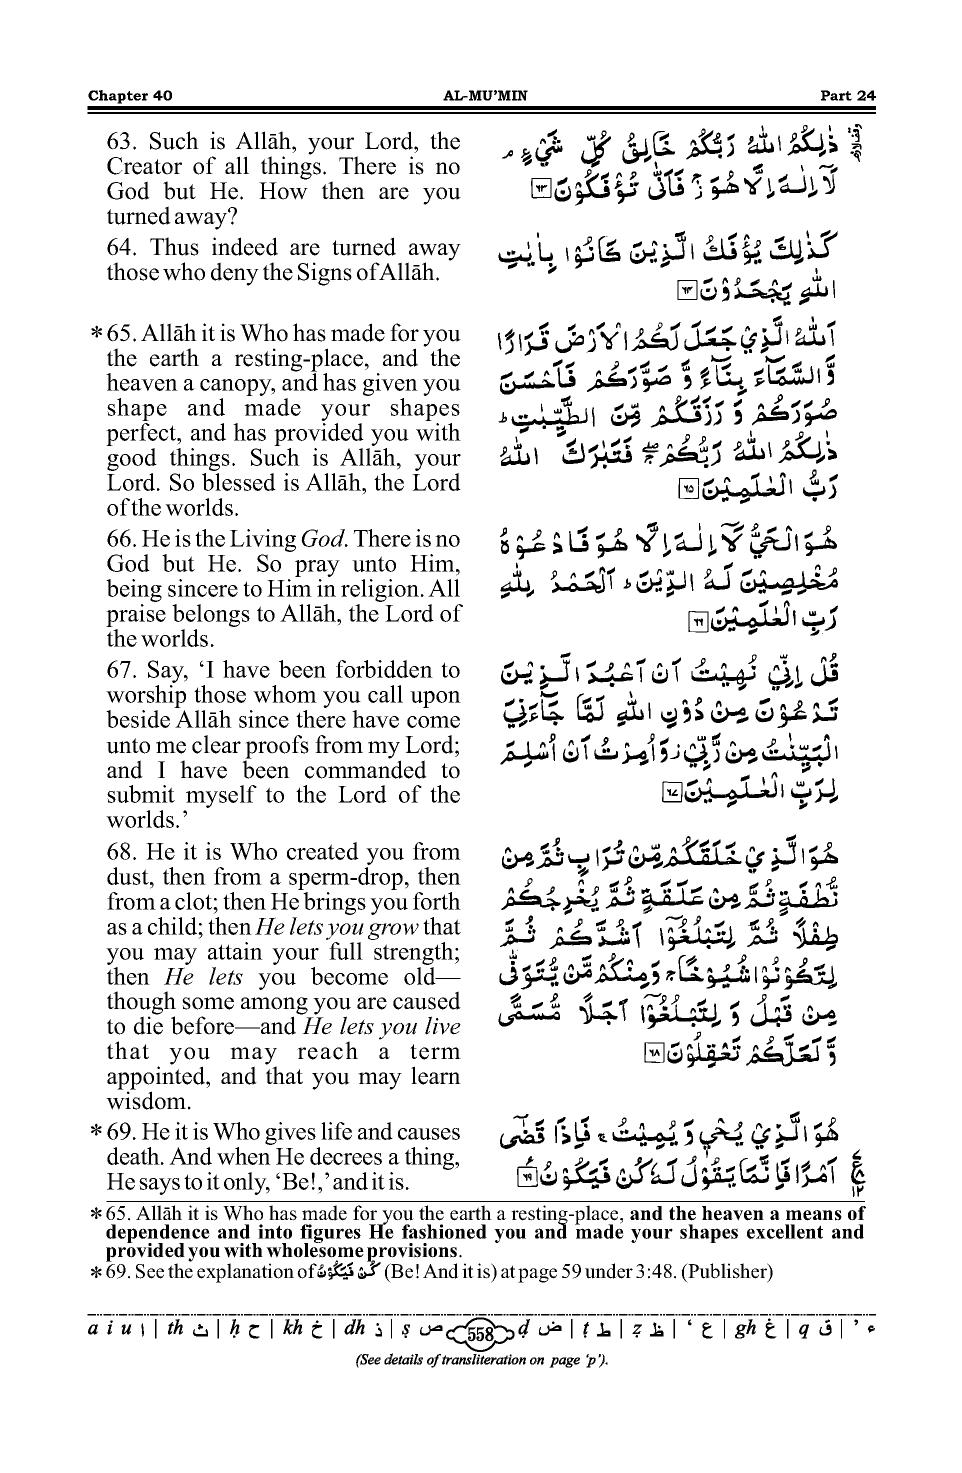 Chapter 40 AL-MU’MIN Part 24
63. Such is Allāh, your Lord, the
Creator of all things. There is no
God but He. How then are you
turned away?
64. Thus indeed are turned away
those who deny the Signs of Allāh.
*65. Allāh it is Who has made for you
the earth a resting-place, and the
heaven a canopy, and has given you
shape and made your shapes
perfect, and has provided you with
good things. Such is Allāh, your
Lord. So blessed is Allāh, the Lord
of the worlds.
66. He is the Living God. There is no
God but He. So pray unto Him,
being sincere to Him in religion. All
praise belongs to Allāh, the Lord of
the worlds.
67. Say, ‘I have been forbidden to
worship those whom you call upon
beside Allāh since there have come
unto me clear proofs from my Lord;
and I have been commanded to
submit myself to the Lord of the
worlds.’
68. He it is Who created you from
dust, then from a sperm-drop, then
from a clot; then He brings you forth
as a child; then He lets you grow that
you may attain your full strength;
then He lets you become old—
though some among you are caused
to die before—and He lets you live
that you may reach a term
appointed, and that you may learn
wisdom.
*69. He it is Who gives life and causes
death. And when He decrees a thing,
He says to it only, ‘Be!,’ and it is.
ذٰلِكُمُ اللّٰهُ رَبُّكُمْ خَالِقُ كُلِّ شَيْءٍ ۘ
لَاۤ اِلٰهَ اِلَّا هُوَ ۫ فَاَنّٰى تُؤْفَكُوْنَ ﴿۶۳﴾
كَذٰلِكَ يُؤْفَكُ الَّذِيْنَ كَانُوْا بِاٰيٰتِ
اللّٰهِ يَجْحَدُوْنَ ﴿۶۴﴾
اَللّٰهُ الَّذِيْ جَعَلَ لَكُمُ الْاَرْضَ قَرَارًا
وَّ السَّمَآءَ بِنَآءً وَّ صَوَّرَكُمْ فَاَحْسَنَ
صُوَرَكُمْ وَ رَزَقَكُمْ مِّنَ الطَّيِّبٰتِ ؕ
ذٰلِكُمُ اللّٰهُ رَبُّكُمْ ۖ فَتَبٰرَكَ اللّٰهُ
رَبُّ الْعٰلَمِيْنَ ﴿۶۵﴾
هُوَ الْحَيُّ لَاۤ اِلٰهَ اِلَّا هُوَ فَادْعُوْهُ
مُخْلِصِيْنَ لَهُ الدِّيْنَ ؕ اَلْحَمْدُ لِلّٰهِ
رَبِّ الْعٰلَمِيْنَ ﴿۶۶﴾
قُلْ اِنِّيْ نُهِيْتُ اَنْ اَعْبُدَ الَّذِيْنَ
تَدْعُوْنَ مِنْ دُوْنِ اللّٰهِ لَمَّا جَآءَنِيَ
الْبَيِّنٰتُ مِنْ رَّبِّيْ ۫ وَ اُمِرْتُ اَنْ اُسْلِمَ
لِرَبِّ الْعٰلَمِيْنَ ﴿۶۷﴾
هُوَ الَّذِيْ خَلَقَكُمْ مِّنْ تُرَابٍ ثُمَّ مِنْ
نُّطْفَةٍ ثُمَّ مِنْ عَلَقَةٍ ثُمَّ يُخْرِجُكُمْ
طِفْلًا ثُمَّ لِتَبْلُغُوْۤا اَشُدَّكُمْ ثُمَّ
لِتَكُوْنُوْا شُيُوْخًا ۚ وَ مِنْكُمْ مَّنْ يُّتَوَفّٰى
مِنْ قَبْلُ وَ لِتَبْلُغُوْۤا اَجَلًا مُّسَمًّى
وَّ لَعَلَّكُمْ تَعْقِلُوْنَ ﴿۶۸﴾
هُوَ الَّذِيْ يُحْيٖ وَ يُمِيْتُ ۚ فَاِذَا قَضٰۤى
اَمْرًا فَاِنَّمَا يَقُوْلُ لَهٗ كُنْ فَيَكُوْنُ ﴿۶۹﴾
*65. Allāh it is Who has made for you the earth a resting-place, and the heaven a means of
dependence and into figures He fashioned you and made your shapes excellent and
provided you with wholesome provisions.
*69. See the explanation of كُنْ فَيَكُوْنُ (Be! And it is) at page 59 under 3:48. (Publisher)
a i u ا | th ث | ḥ ح | kh خ | dh ذ | ṣ ص 558 ḍ ض | ṭ ط | ẓ ظ | ‘ ع | gh غ | q ق | ’ ء
(See details of transliteration on page ‘p’).